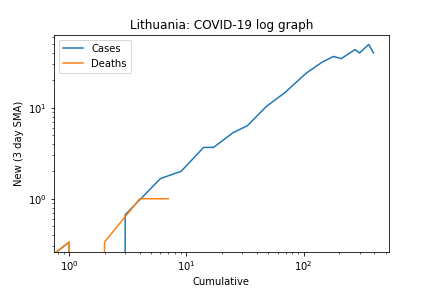 Lithuania: COVID-19 log graph
Cases
Deaths
New (3 day SMA)
10¹
10⁰
10⁰ 10¹ 10²
Cumulative